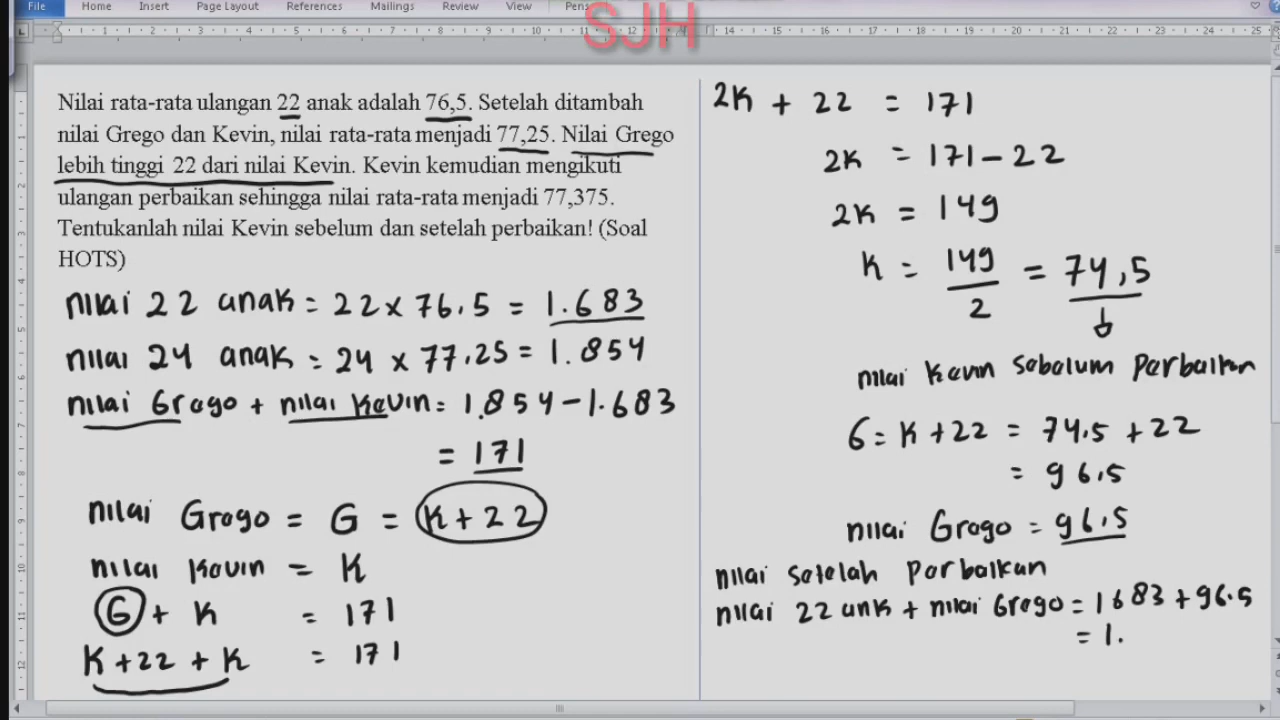 File Home Insert Page Layout References Mailings Review View Pens
SJH
Nilai rata-rata ulangan 22 anak adalah 76,5. Setelah ditambah
nilai Grego dan Kevin, nilai rata-rata menjadi 77,25. Nilai Grego
lebih tinggi 22 dari nilai Kevin. Kevin kemudian mengikuti
ulangan perbaikan sehingga nilai rata-rata menjadi 77,375.
Tentukanlah nilai Kevin sebelum dan setelah perbaikan! (Soal
HOTS)
nilai 22 anak = 22 × 76.5 = 1.683
nilai 24 anak = 24 × 77.25 = 1.854
nilai Grego + nilai Kevin = 1.854 - 1.683
= 171
nilai Grego = G = K + 22
nilai Kevin = K
G + K = 171
K + 22 + K = 171
2K + 22 = 171
2K = 171 - 22
2K = 149
K = 149/2 = 74,5
nilai Kevin sebelum perbaikan
G = K + 22 = 74.5 + 22
= 96.5
nilai Grego = 96.5
nilai setelah perbaikan
nilai 22 ank + nilai Grego = 1683 + 96.5
= 1.